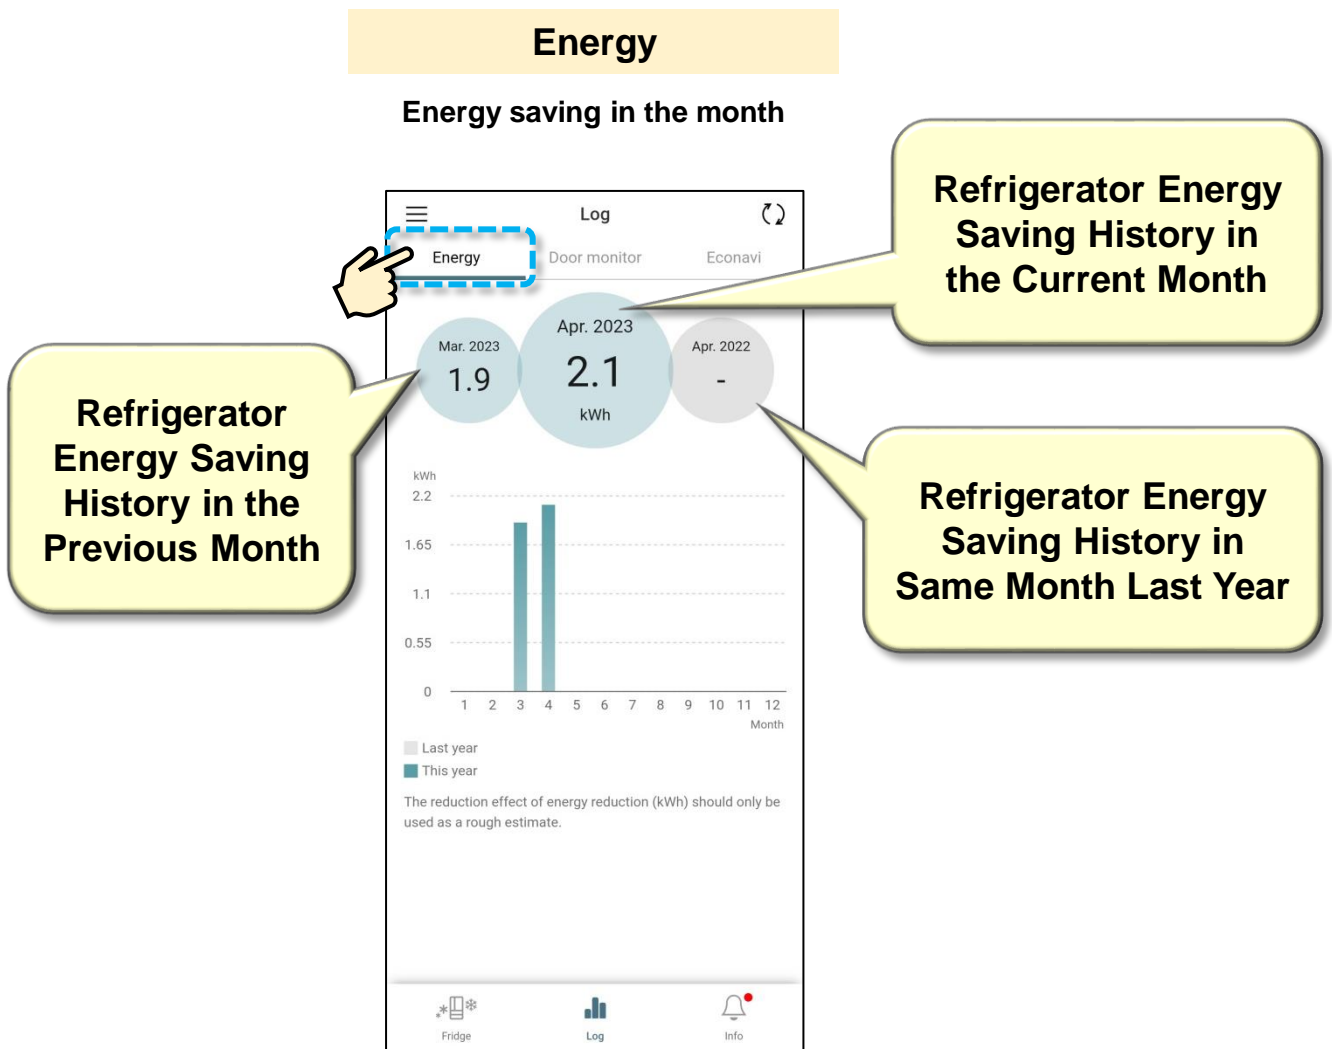 Energy
Energy saving in the month
Log
Energy
Door monitor
Econavi
Refrigerator Energy
Saving History in
the Current Month
Mar. 2023
1.9
Apr. 2023
2.1
kWh
Apr. 2022
-
Refrigerator
Energy Saving
History in the
Previous Month
Refrigerator Energy
Saving History in
Same Month Last Year
kWh
2.2
1.65
1.1
0.55
0
1 2 3 4 5 6 7 8 9 10 11 12
Month
Last year
This year
The reduction effect of energy reduction (kWh) should only be
used as a rough estimate.
Fridge
Log
Info